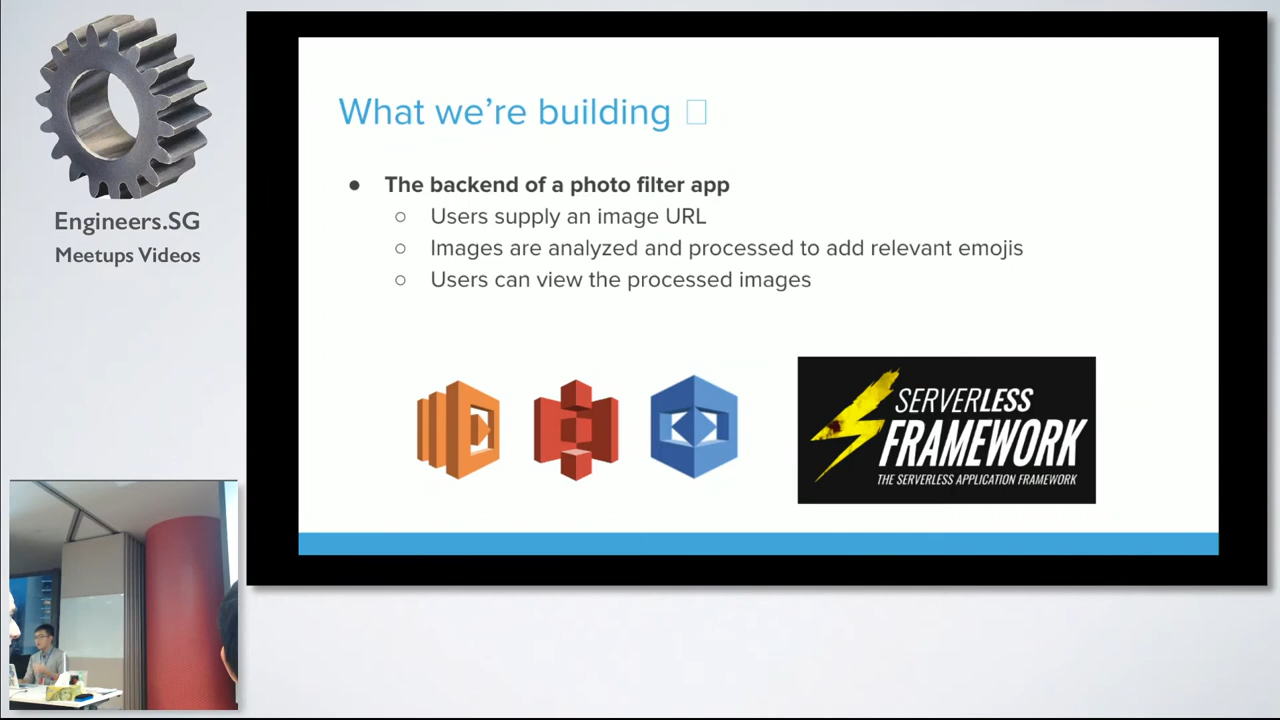 Engineers.SG
Meetups Videos
What we're building
● The backend of a photo filter app
○ Users supply an image URL
○ Images are analyzed and processed to add relevant emojis
○ Users can view the processed images
SERVERLESS
FRAMEWORK
THE SERVERLESS APPLICATION FRAMEWORK